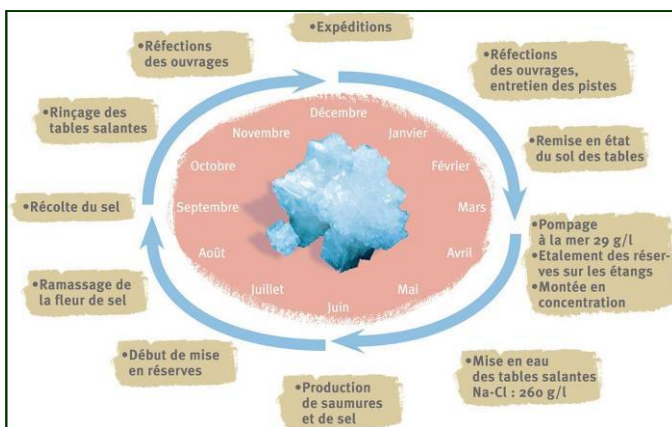 •Expéditions
•Réfections
des ouvrages,
entretien des pistes
•Remise en état
du sol des tables
•Pompage
à la mer 29 g/l
•Etalement des réser-
ves sur les étangs
•Montée en
concentration
•Mise en eau
des tables salantes
Na-Cl : 260 g/l
•Production
de saumures
et de sel
•Début de mise
en réserves
•Ramassage de
la fleur de sel
•Récolte du sel
•Rinçage des
tables salantes
•Réfections
des ouvrages
Décembre
Janvier
Février
Mars
Avril
Mai
Juin
Juillet
Août
Septembre
Octobre
Novembre